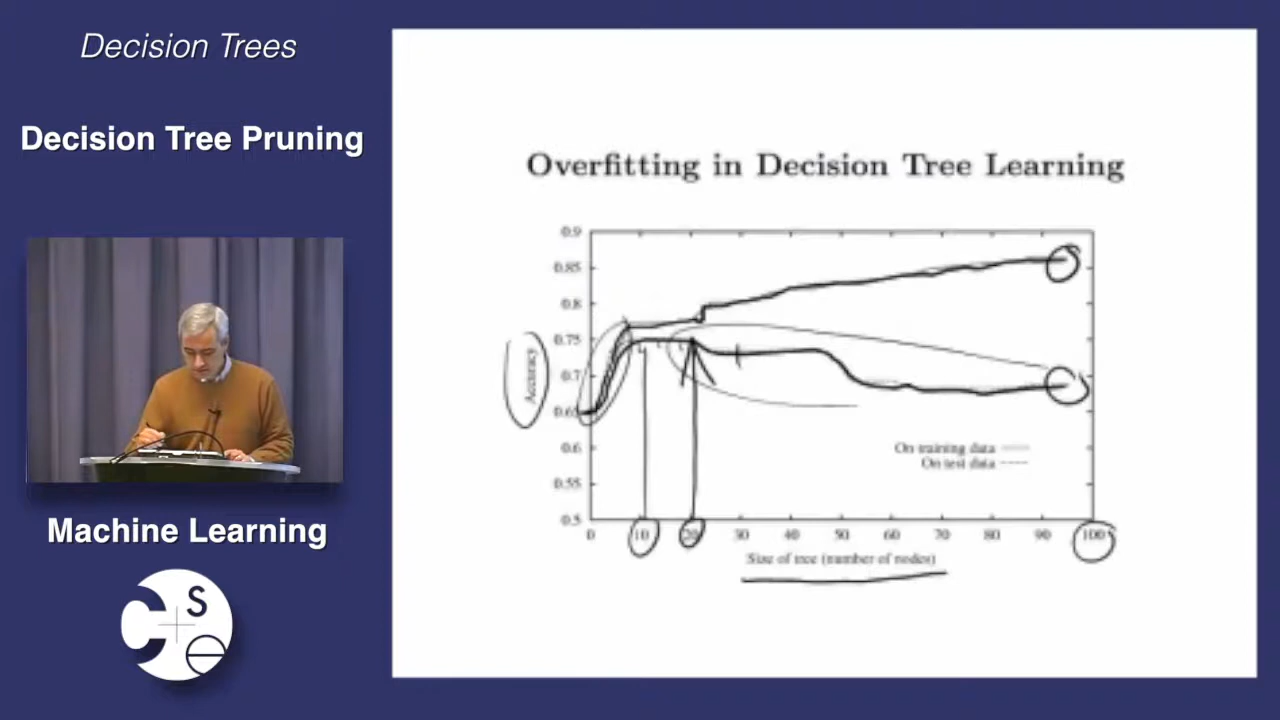 Decision Trees
Decision Tree Pruning
Machine Learning
C + S e
Overfitting in Decision Tree Learning
0.9
0.85
0.8
0.75
0.7
0.65
0.6
0.55
0.5
Accuracy
On training data
On test data
0 10 20 30 40 50 60 70 80 90 100
Size of tree (number of nodes)